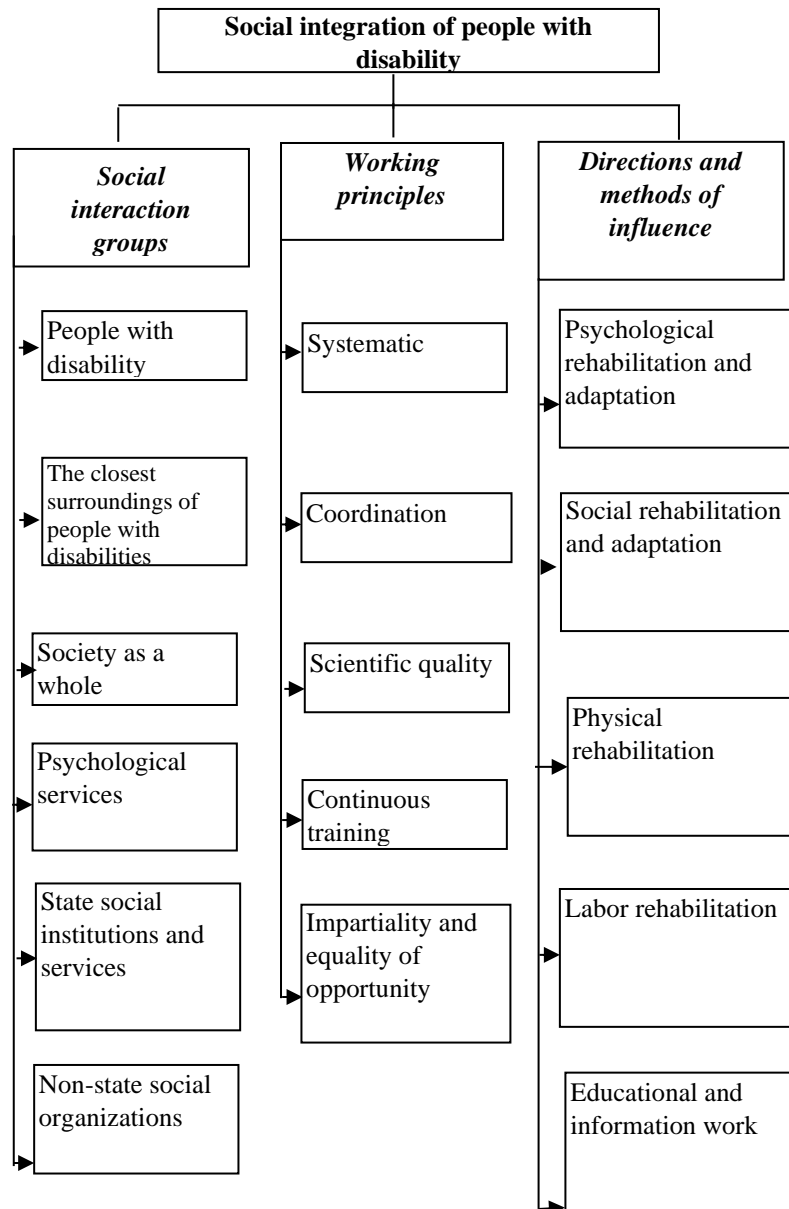 Social integration of people with
disability
Social
interaction
groups
People with
disability
The closest
surroundings of
people with
disabilities
Society as a
whole
Psychological
services
State social
institutions and
services
Non-state social
organizations
Working
principles
Systematic
Coordination
Scientific quality
Continuous
training
Impartiality and
equality of
opportunity
Directions and
methods of
influence
Psychological
rehabilitation and
adaptation
Social rehabilitation
and adaptation
Physical
rehabilitation
Labor rehabilitation
Educational and
information work